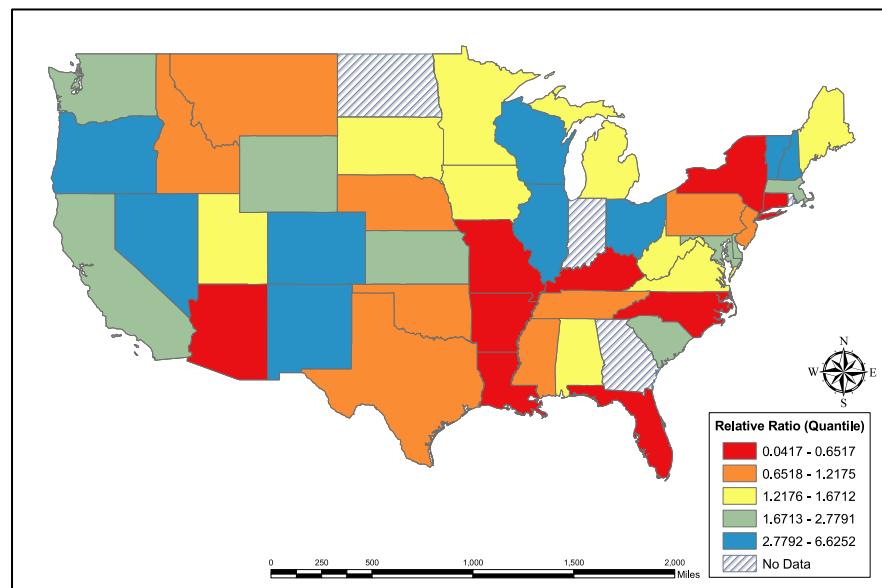 N
W E
S
Relative Ratio (Quantile)
0.0417 - 0.6517
0.6518 - 1.2175
1.2176 - 1.6712
1.6713 - 2.7791
2.7792 - 6.6252
No Data
0 250 500 1,000 1,500 2,000
Miles